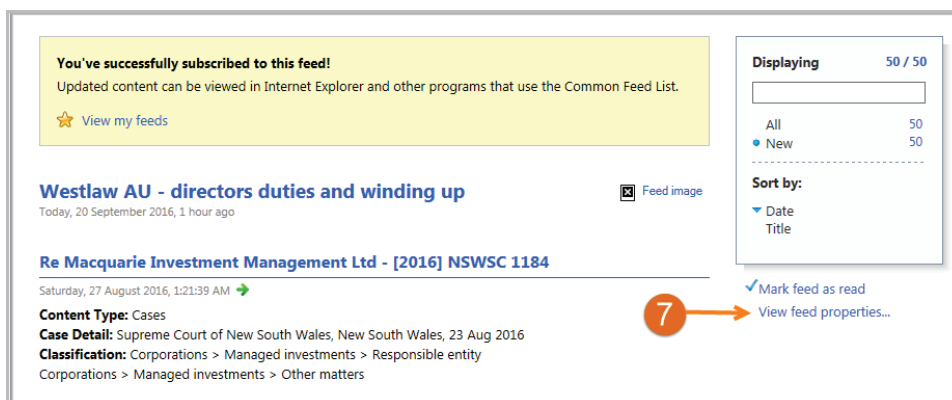 You've successfully subscribed to this feed!
Updated content can be viewed in Internet Explorer and other programs that use the Common Feed List.
View my feeds
Westlaw AU - directors duties and winding up
Feed image
Today, 20 September 2016, 1 hour ago
Re Macquarie Investment Management Ltd - [2016] NSWSC 1184
Saturday, 27 August 2016, 1:21:39 AM
Content Type: Cases
Case Detail: Supreme Court of New South Wales, New South Wales, 23 Aug 2016
Classification: Corporations > Managed investments > Responsible entity
Corporations > Managed investments > Other matters
Displaying 50 / 50
All 50
New 50
Sort by:
Date
Title
Mark feed as read
7
View feed properties...